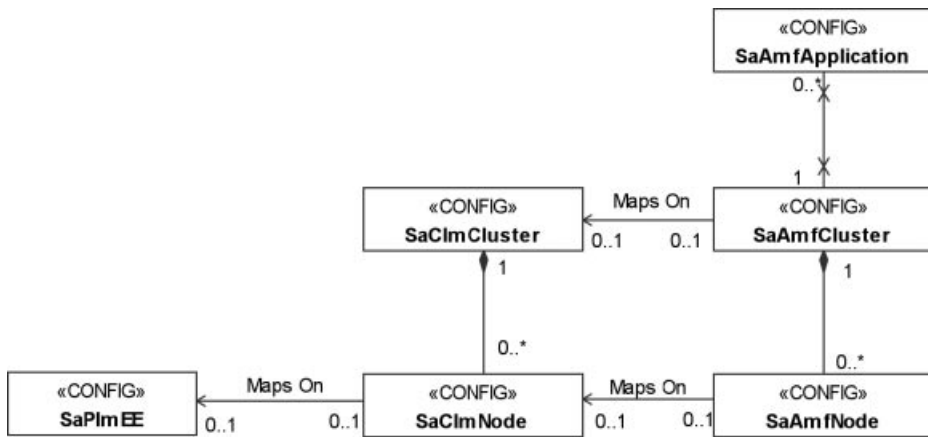 «CONFIG»
SaAmfApplication
0..*
1
«CONFIG»
SaClmCluster
Maps On
0..1
0..1
«CONFIG»
SaAmfCluster
1
1
0..*
0..*
«CONFIG»
SaPlmEE
Maps On
0..1
0..1
«CONFIG»
SaClmNode
Maps On
0..1
0..1
«CONFIG»
SaAmfNode